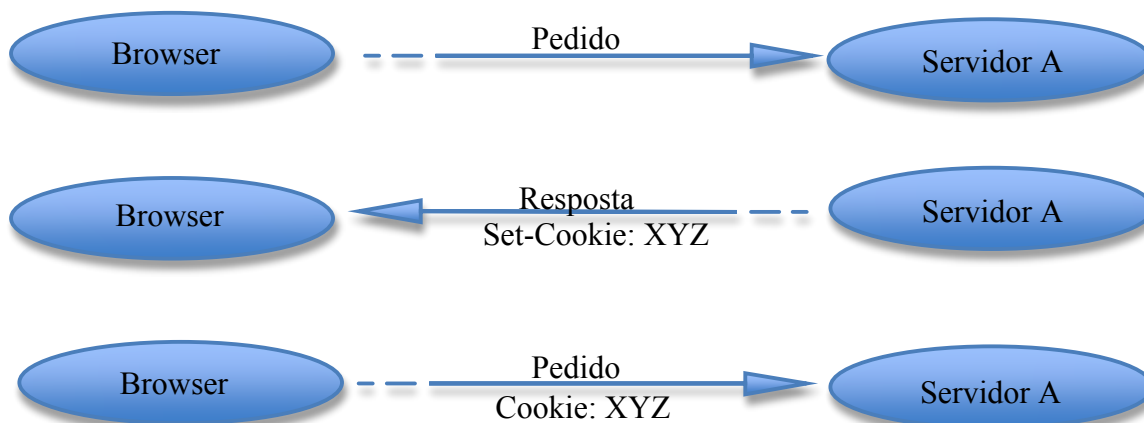 Browser
Pedido
Servidor A
Browser
Resposta
Set-Cookie: XYZ
Servidor A
Browser
Pedido
Cookie: XYZ
Servidor A